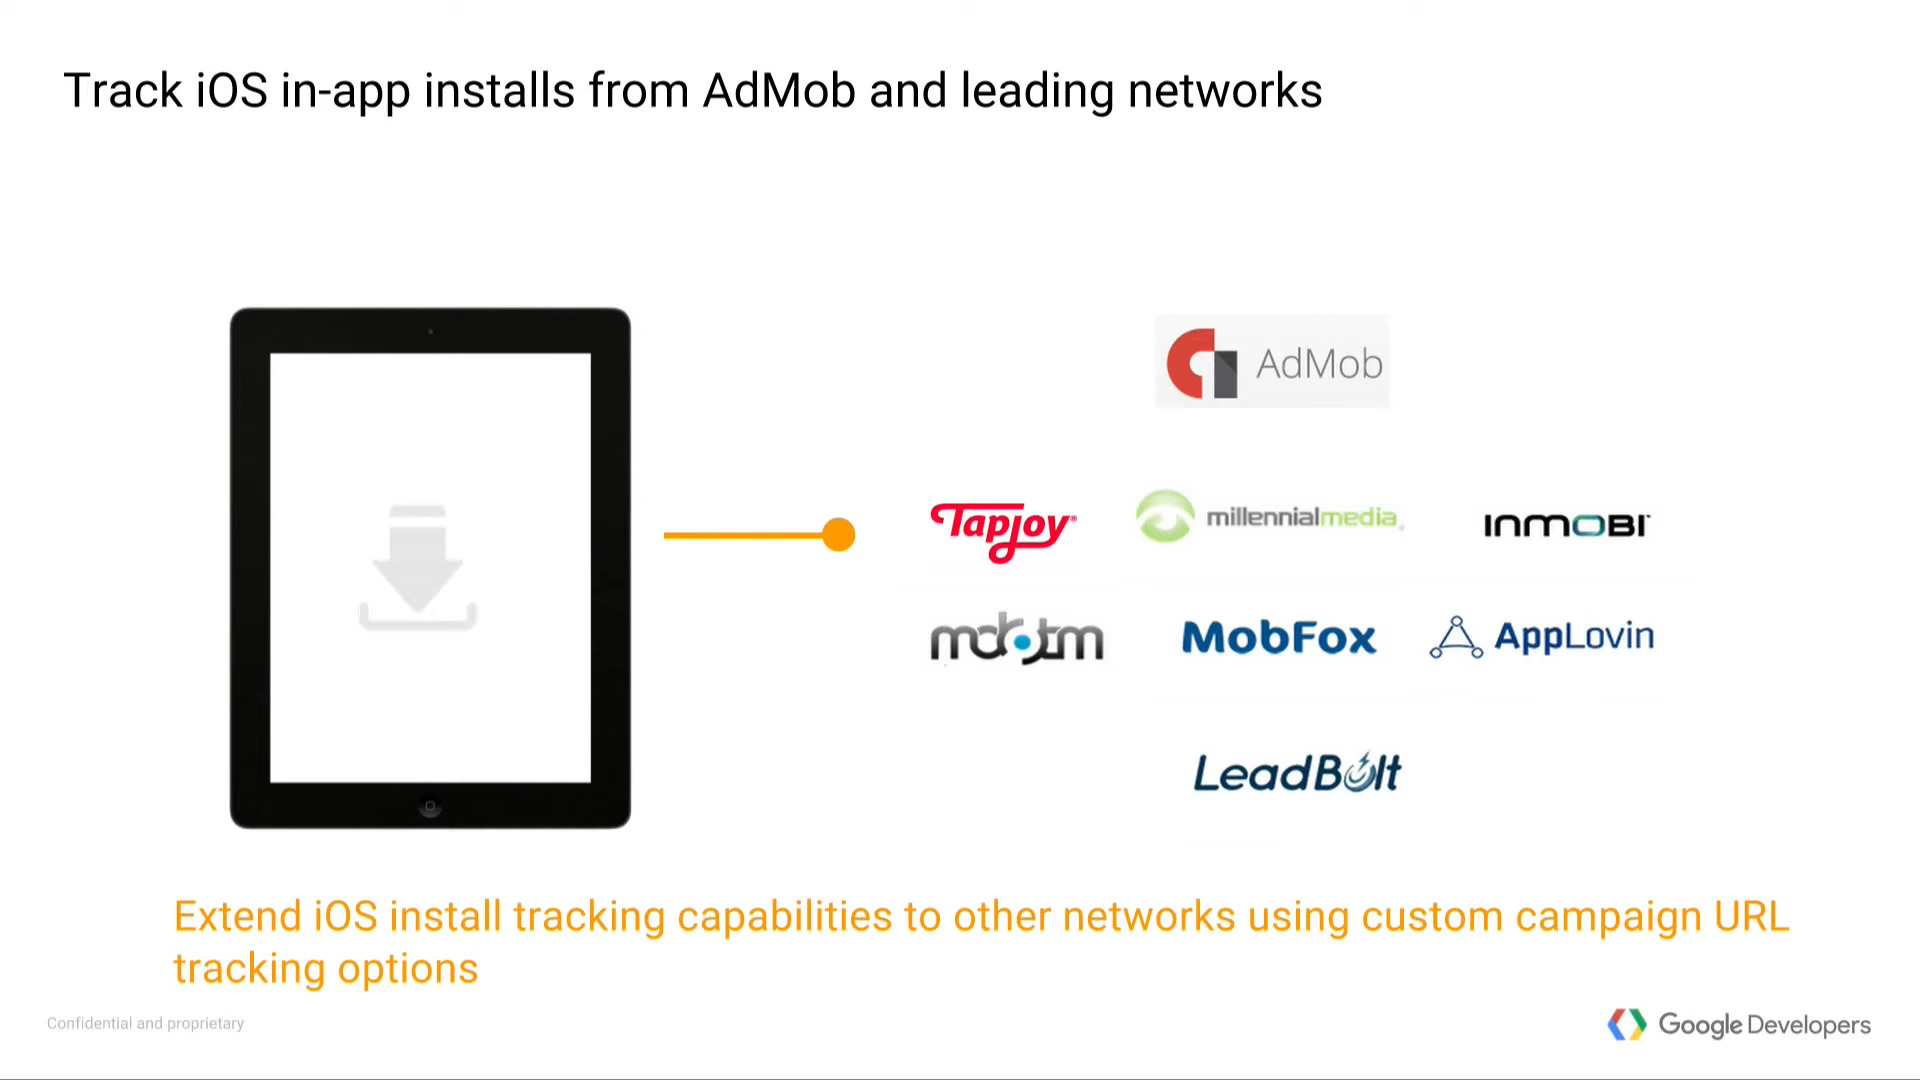 Track iOS in-app installs from AdMob and leading networks
AdMob
Tapjoy®
millennialmedia
INMOBI
mdotm
MobFox
AppLovin
LeadBolt
Extend iOS install tracking capabilities to other networks using custom campaign URL
tracking options
Confidential and proprietary
Google Developers